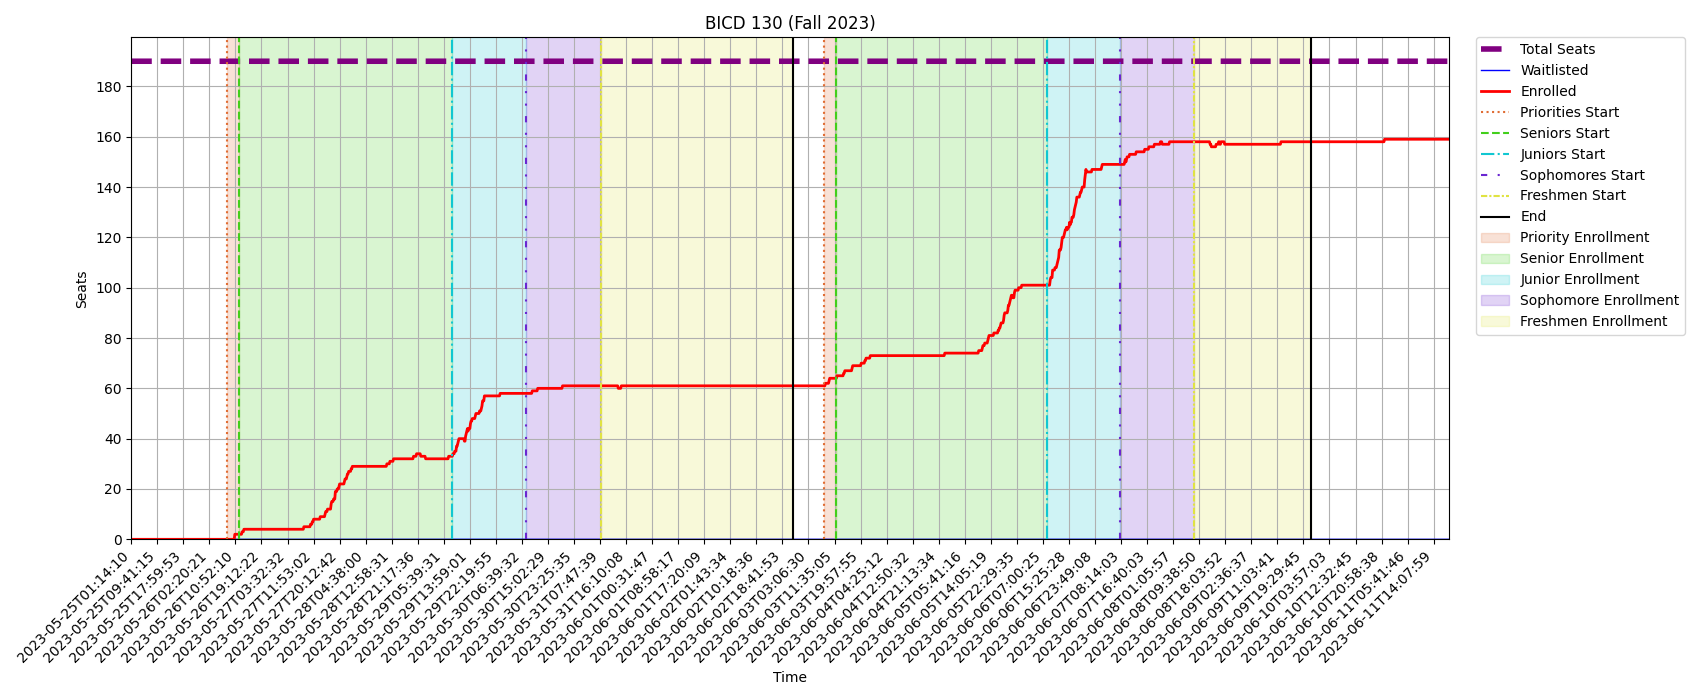 BICD 130 (Fall 2023)
Seats
180
160
140
120
100
80
60
40
20
0
2023-05-25T01:14:10
2023-05-25T09:41:15
2023-05-25T17:59:53
2023-05-26T02:20:21
2023-05-26T10:52:10
2023-05-26T19:12:22
2023-05-27T03:32:32
2023-05-27T11:53:02
2023-05-27T20:12:42
2023-05-28T04:38:00
2023-05-28T12:58:31
2023-05-28T21:17:36
2023-05-29T05:39:31
2023-05-29T13:59:01
2023-05-29T22:19:55
2023-05-30T06:39:32
2023-05-30T15:02:29
2023-05-30T23:25:35
2023-05-31T07:47:39
2023-05-31T16:10:08
2023-06-01T00:31:47
2023-06-01T08:58:17
2023-06-01T17:20:09
2023-06-02T01:43:34
2023-06-02T10:18:36
2023-06-02T18:41:53
2023-06-03T03:06:30
2023-06-03T11:35:05
2023-06-03T19:57:55
2023-06-04T04:25:12
2023-06-04T12:50:32
2023-06-04T21:13:34
2023-06-05T05:41:16
2023-06-05T14:05:19
2023-06-05T22:29:35
2023-06-06T07:00:25
2023-06-06T15:25:28
2023-06-06T23:49:08
2023-06-07T08:14:03
2023-06-07T16:40:03
2023-06-08T01:05:57
2023-06-08T09:38:50
2023-06-08T18:03:52
2023-06-09T02:36:37
2023-06-09T11:03:41
2023-06-09T19:29:45
2023-06-10T03:57:03
2023-06-10T12:32:45
2023-06-10T20:58:38
2023-06-11T05:41:46
2023-06-11T14:07:59
Time
Total Seats
Waitlisted
Enrolled
Priorities Start
Seniors Start
Juniors Start
Sophomores Start
Freshmen Start
End
Priority Enrollment
Senior Enrollment
Junior Enrollment
Sophomore Enrollment
Freshmen Enrollment